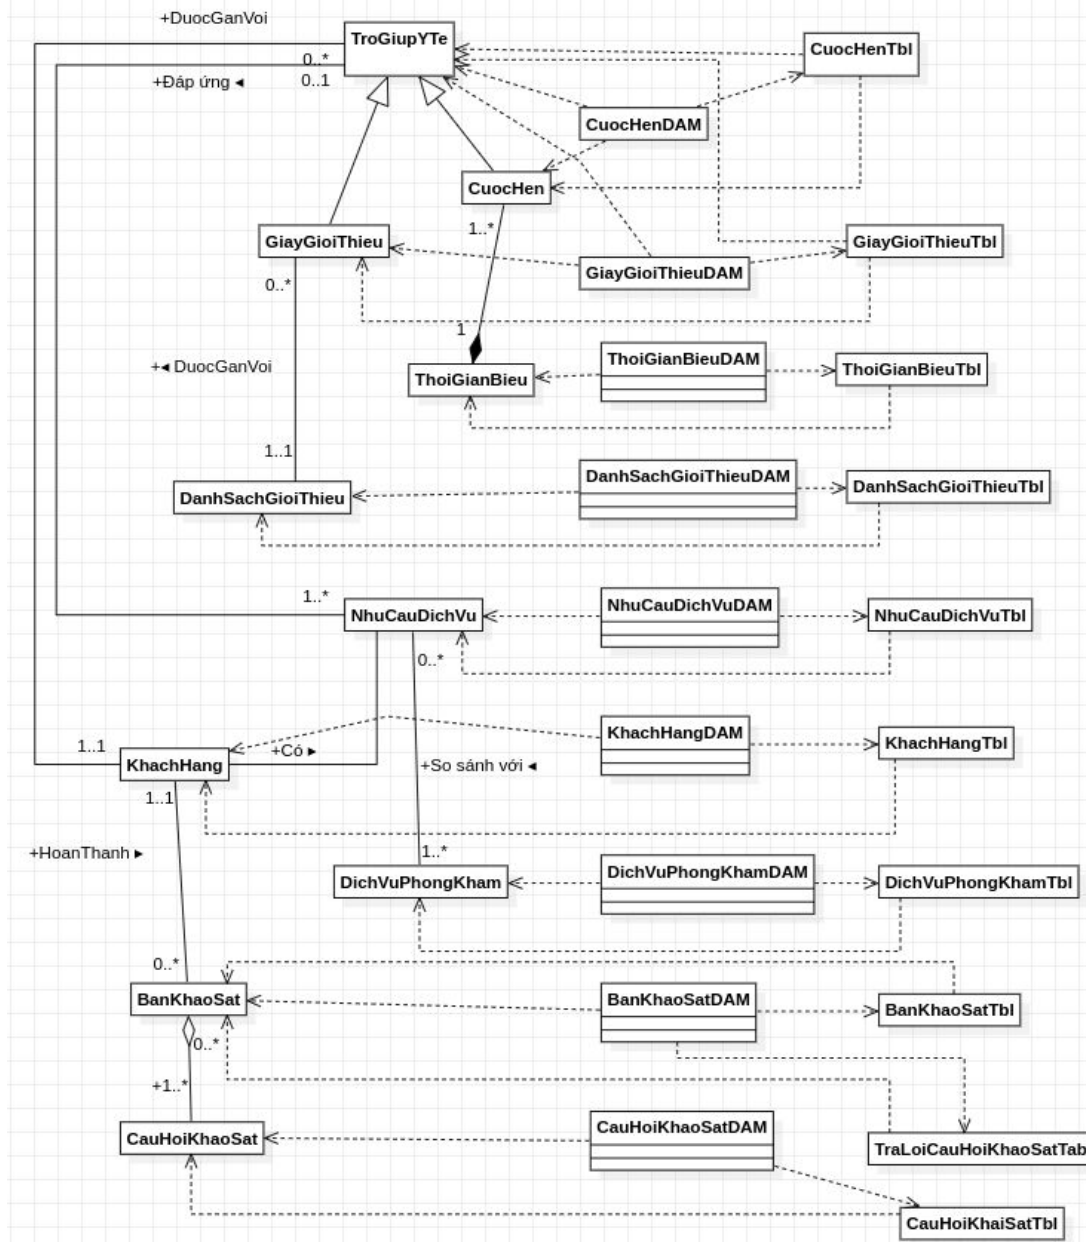 +DuocGanVoi
TroGiupYTe
CuocHenTbl
0..*
+Đáp ứng ◂
0..1
CuocHenDAM
CuocHen
1..*
GiayGioiThieu
GiayGioiThieuTbl
GiayGioiThieuDAM
0..*
1
ThoiGianBieuDAM
+◂ DuocGanVoi
ThoiGianBieuTbl
ThoiGianBieu
1..1
DanhSachGioiThieuDAM
DanhSachGioiThieuTbl
DanhSachGioiThieu
1..*
NhuCauDichVuDAM
NhuCauDichVu
NhuCauDichVuTbl
0..*
KhachHangDAM
1..1
+Có ▸
KhachHangTbl
KhachHang
+So sánh với ◂
1..1
+HoanThanh ▸
1..*
DichVuPhongKhamDAM
DichVuPhongKham
DichVuPhongKhamTbl
0..*
BanKhaoSat
BanKhaoSatDAM
BanKhaoSatTbl
0..*
+1..*
CauHoiKhaoSatDAM
CauHoiKhaoSat
TraLoiCauHoiKhaoSatTab
CauHoiKhaiSatTbl